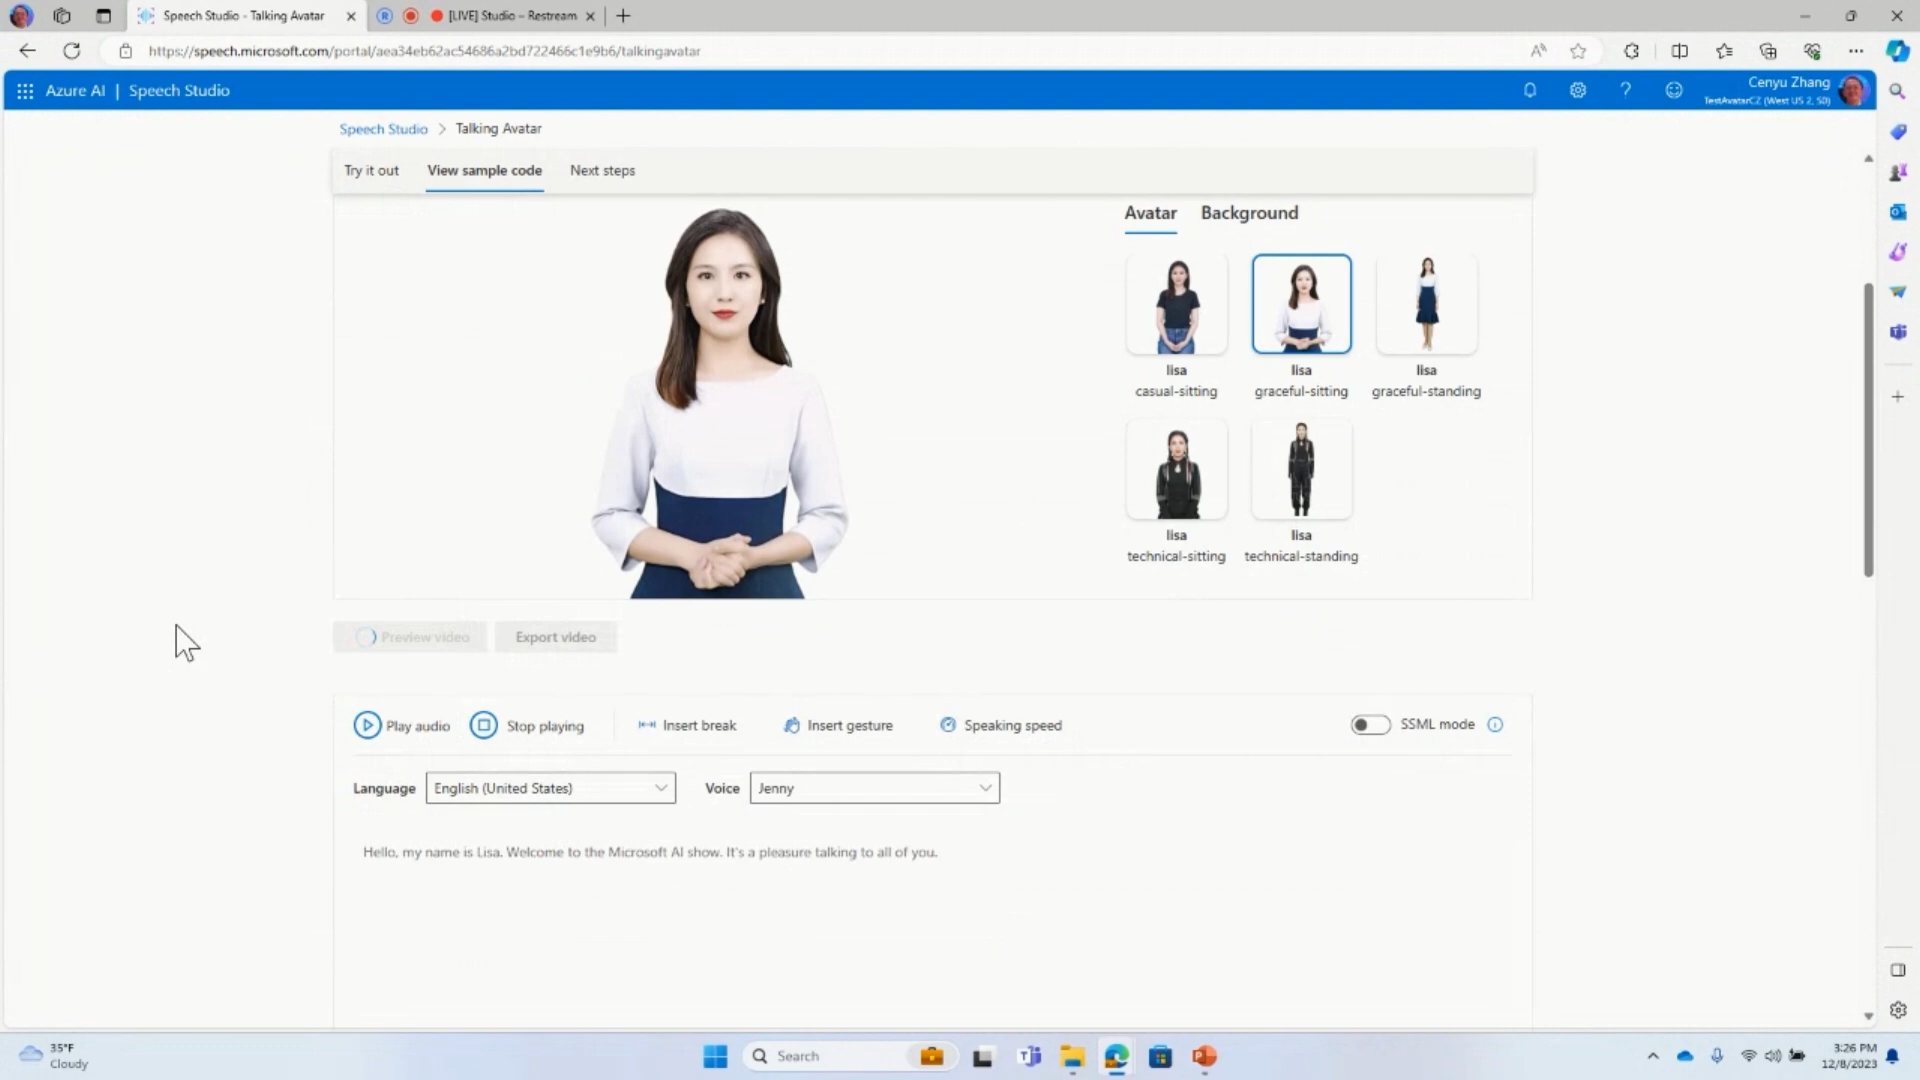 Speech Studio - Talking Avatar
[LIVE] Studio – Restream
https://speech.microsoft.com/portal/aea34eb62ac54686a2bd722466c1e9b6/talkingavatar
Azure AI | Speech Studio
Cenyu Zhang
TestAvatarCZ (West US 2, S0)
Speech Studio > Talking Avatar
Try it out View sample code Next steps
Avatar Background
lisa
casual-sitting
lisa
graceful-sitting
lisa
graceful-standing
lisa
technical-sitting
lisa
technical-standing
Preview video Export video
Play audio Stop playing Insert break Insert gesture Speaking speed SSML mode
Language English (United States) Voice Jenny
Hello, my name is Lisa. Welcome to the Microsoft AI show. It's a pleasure talking to all of you.
35°F
Cloudy
Search
3:26 PM
12/8/2023